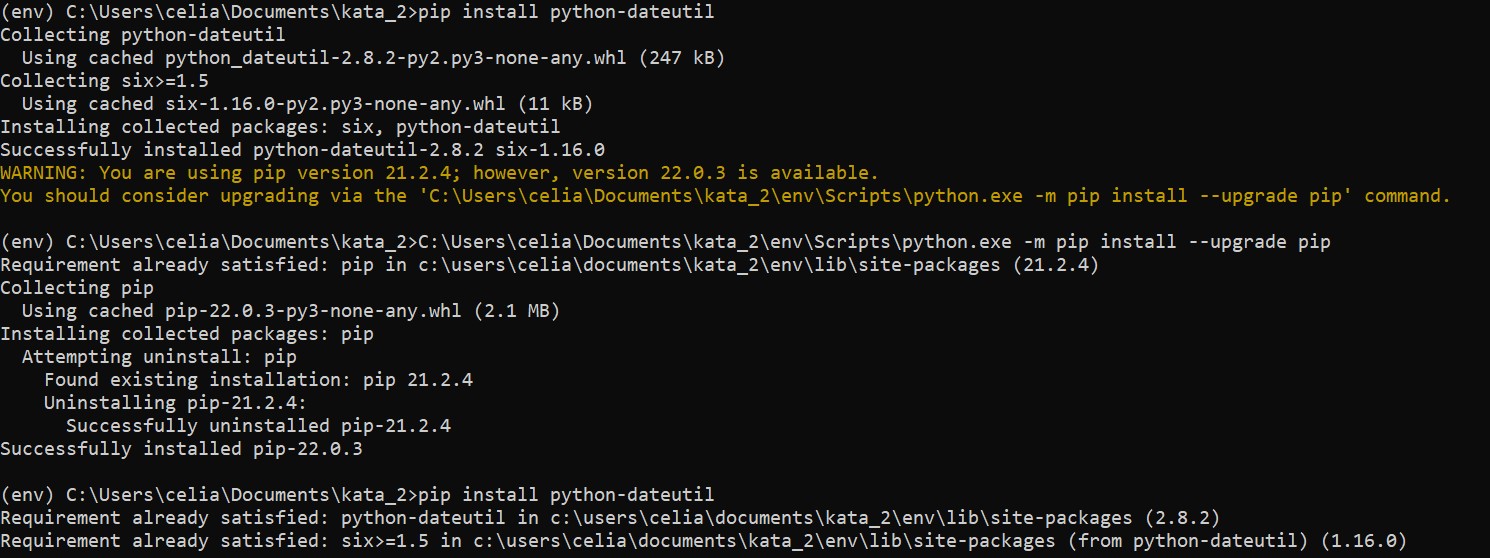 (env) C:\Users\celia\Documents\kata_2>pip install python-dateutil
Collecting python-dateutil
  Using cached python_dateutil-2.8.2-py2.py3-none-any.whl (247 kB)
Collecting six>=1.5
  Using cached six-1.16.0-py2.py3-none-any.whl (11 kB)
Installing collected packages: six, python-dateutil
Successfully installed python-dateutil-2.8.2 six-1.16.0
WARNING: You are using pip version 21.2.4; however, version 22.0.3 is available.
You should consider upgrading via the 'C:\Users\celia\Documents\kata_2\env\Scripts\python.exe -m pip install --upgrade pip' command.
(env) C:\Users\celia\Documents\kata_2>C:\Users\celia\Documents\kata_2\env\Scripts\python.exe -m pip install --upgrade pip
Requirement already satisfied: pip in c:\users\celia\documents\kata_2\env\lib\site-packages (21.2.4)
Collecting pip
  Using cached pip-22.0.3-py3-none-any.whl (2.1 MB)
Installing collected packages: pip
  Attempting uninstall: pip
    Found existing installation: pip 21.2.4
    Uninstalling pip-21.2.4:
      Successfully uninstalled pip-21.2.4
Successfully installed pip-22.0.3
(env) C:\Users\celia\Documents\kata_2>pip install python-dateutil
Requirement already satisfied: python-dateutil in c:\users\celia\documents\kata_2\env\lib\site-packages (2.8.2)
Requirement already satisfied: six>=1.5 in c:\users\celia\documents\kata_2\env\lib\site-packages (from python-dateutil) (1.16.0)